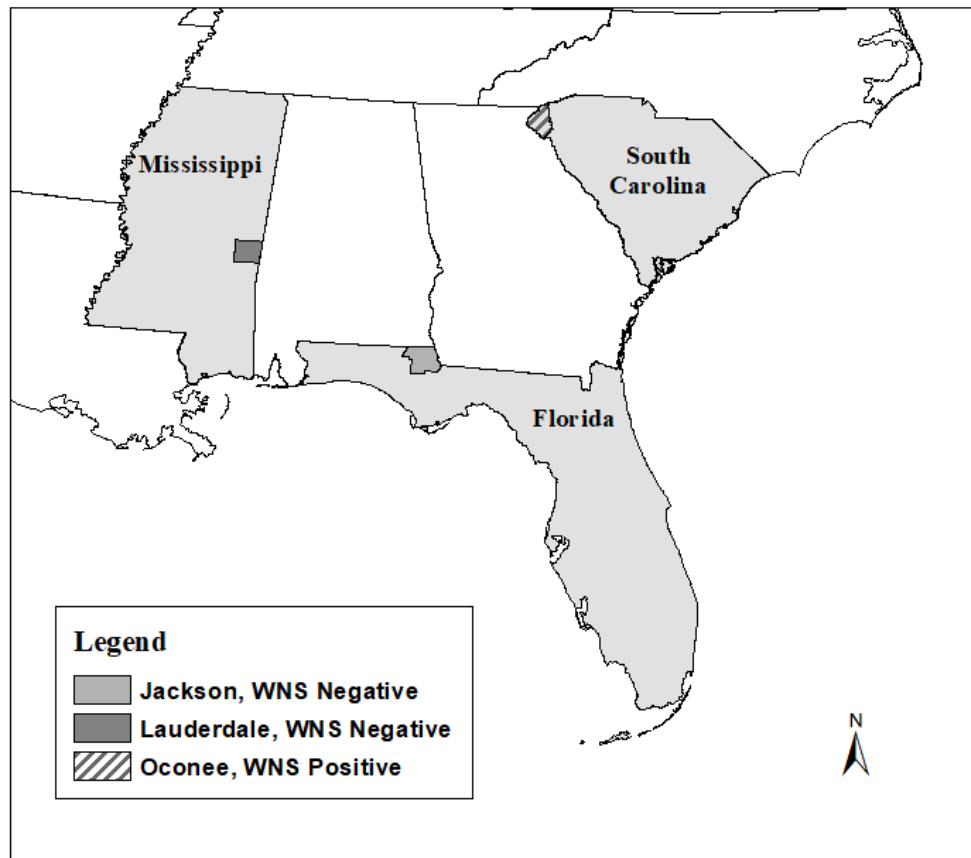 Mississippi
South
Carolina
Florida
Legend
Jackson, WNS Negative
Lauderdale, WNS Negative
Oconee, WNS Positive
N